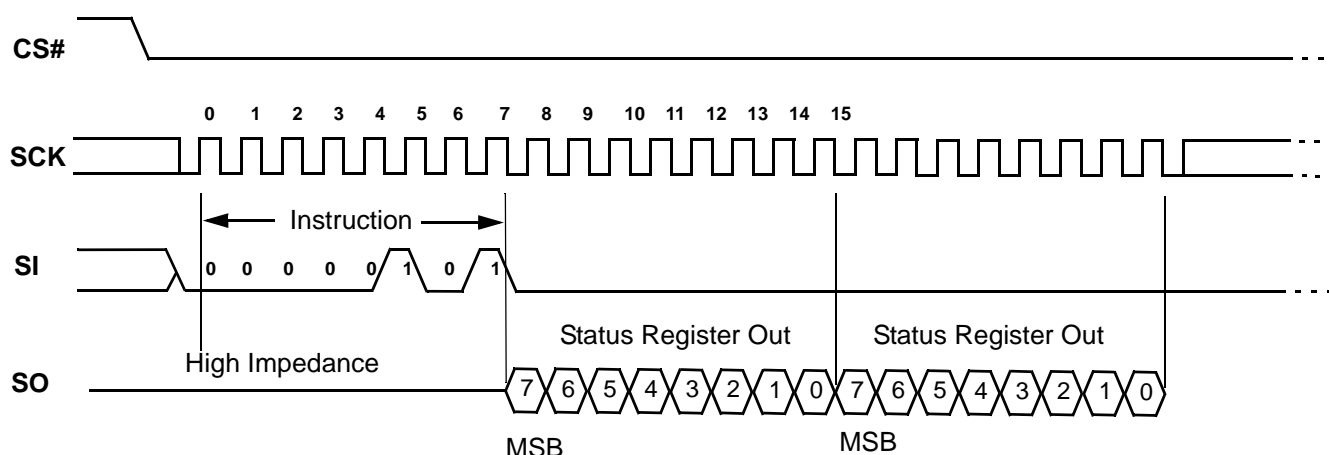 CS#
0 1 2 3 4 5 6 7 8 9 10 11 12 13 14 15
SCK
Instruction
SI
0 0 0 0 0 1 0 1
Status Register Out Status Register Out
High Impedance
SO
7 6 5 4 3 2 1 0 7 6 5 4 3 2 1 0
MSB MSB